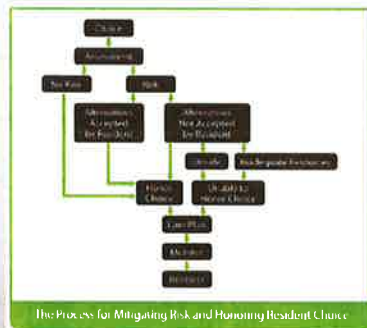 Choice
Assessment
No Risk
Risk
Alternatives
Accepted
by Resident
Alternatives
Not Accepted
by Resident
Unsafe
Inadequate Resources
Honor
Choice
Unable to
Honor Choice
Care Plan
Monitor
The Process for Mitigating Risk and Honoring Resident Choice